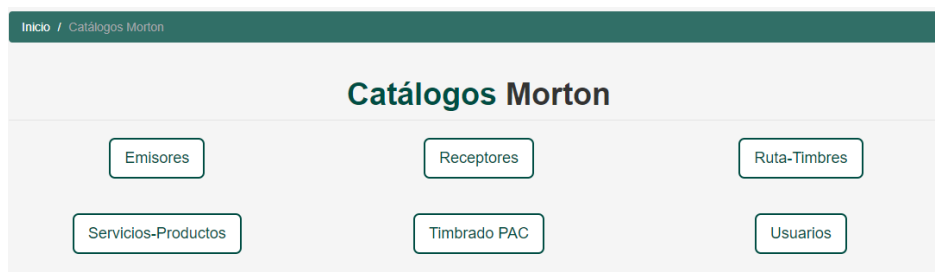 Inicio / Catálogos Morton
Catálogos Morton
Emisores Receptores Ruta-Timbres
Servicios-Productos Timbrado PAC Usuarios